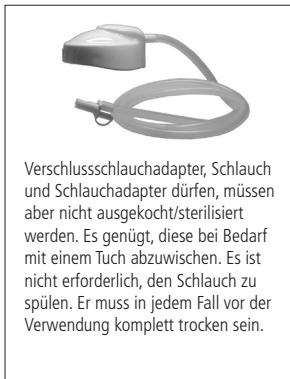 Verschlussschlauchadapter, Schlauch
und Schlauchadapter dürfen, müssen
aber nicht ausgekocht/sterilisiert
werden. Es genügt, diese bei Bedarf
mit einem Tuch abzuwischen. Es ist
nicht erforderlich, den Schlauch zu
spülen. Er muss in jedem Fall vor der
Verwendung komplett trocken sein.